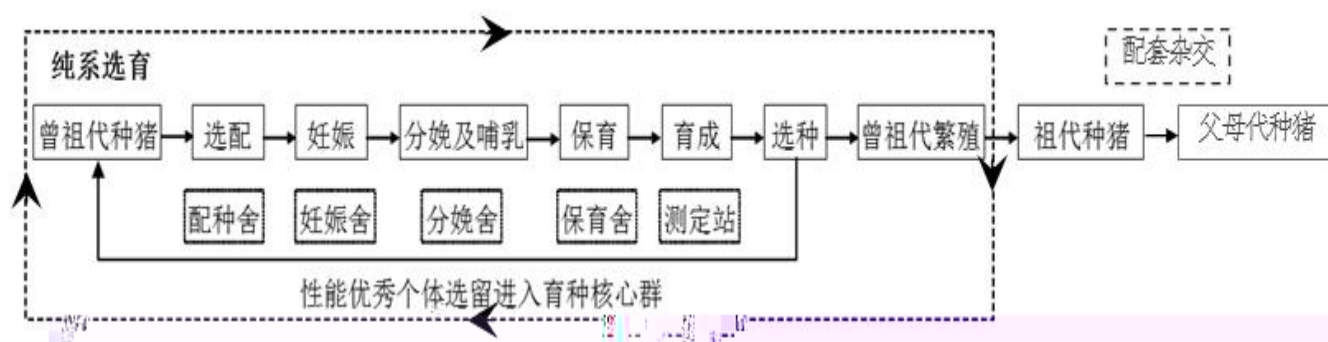 配套杂交
纯系选育
曾祖代种猪 选配 妊娠 分娩及哺乳 保育 育成 选种 曾祖代繁殖 祖代种猪 父母代种猪
配种舍 妊娠舍 分娩舍 保育舍 测定站
性能优秀个体选留进入育种核心群